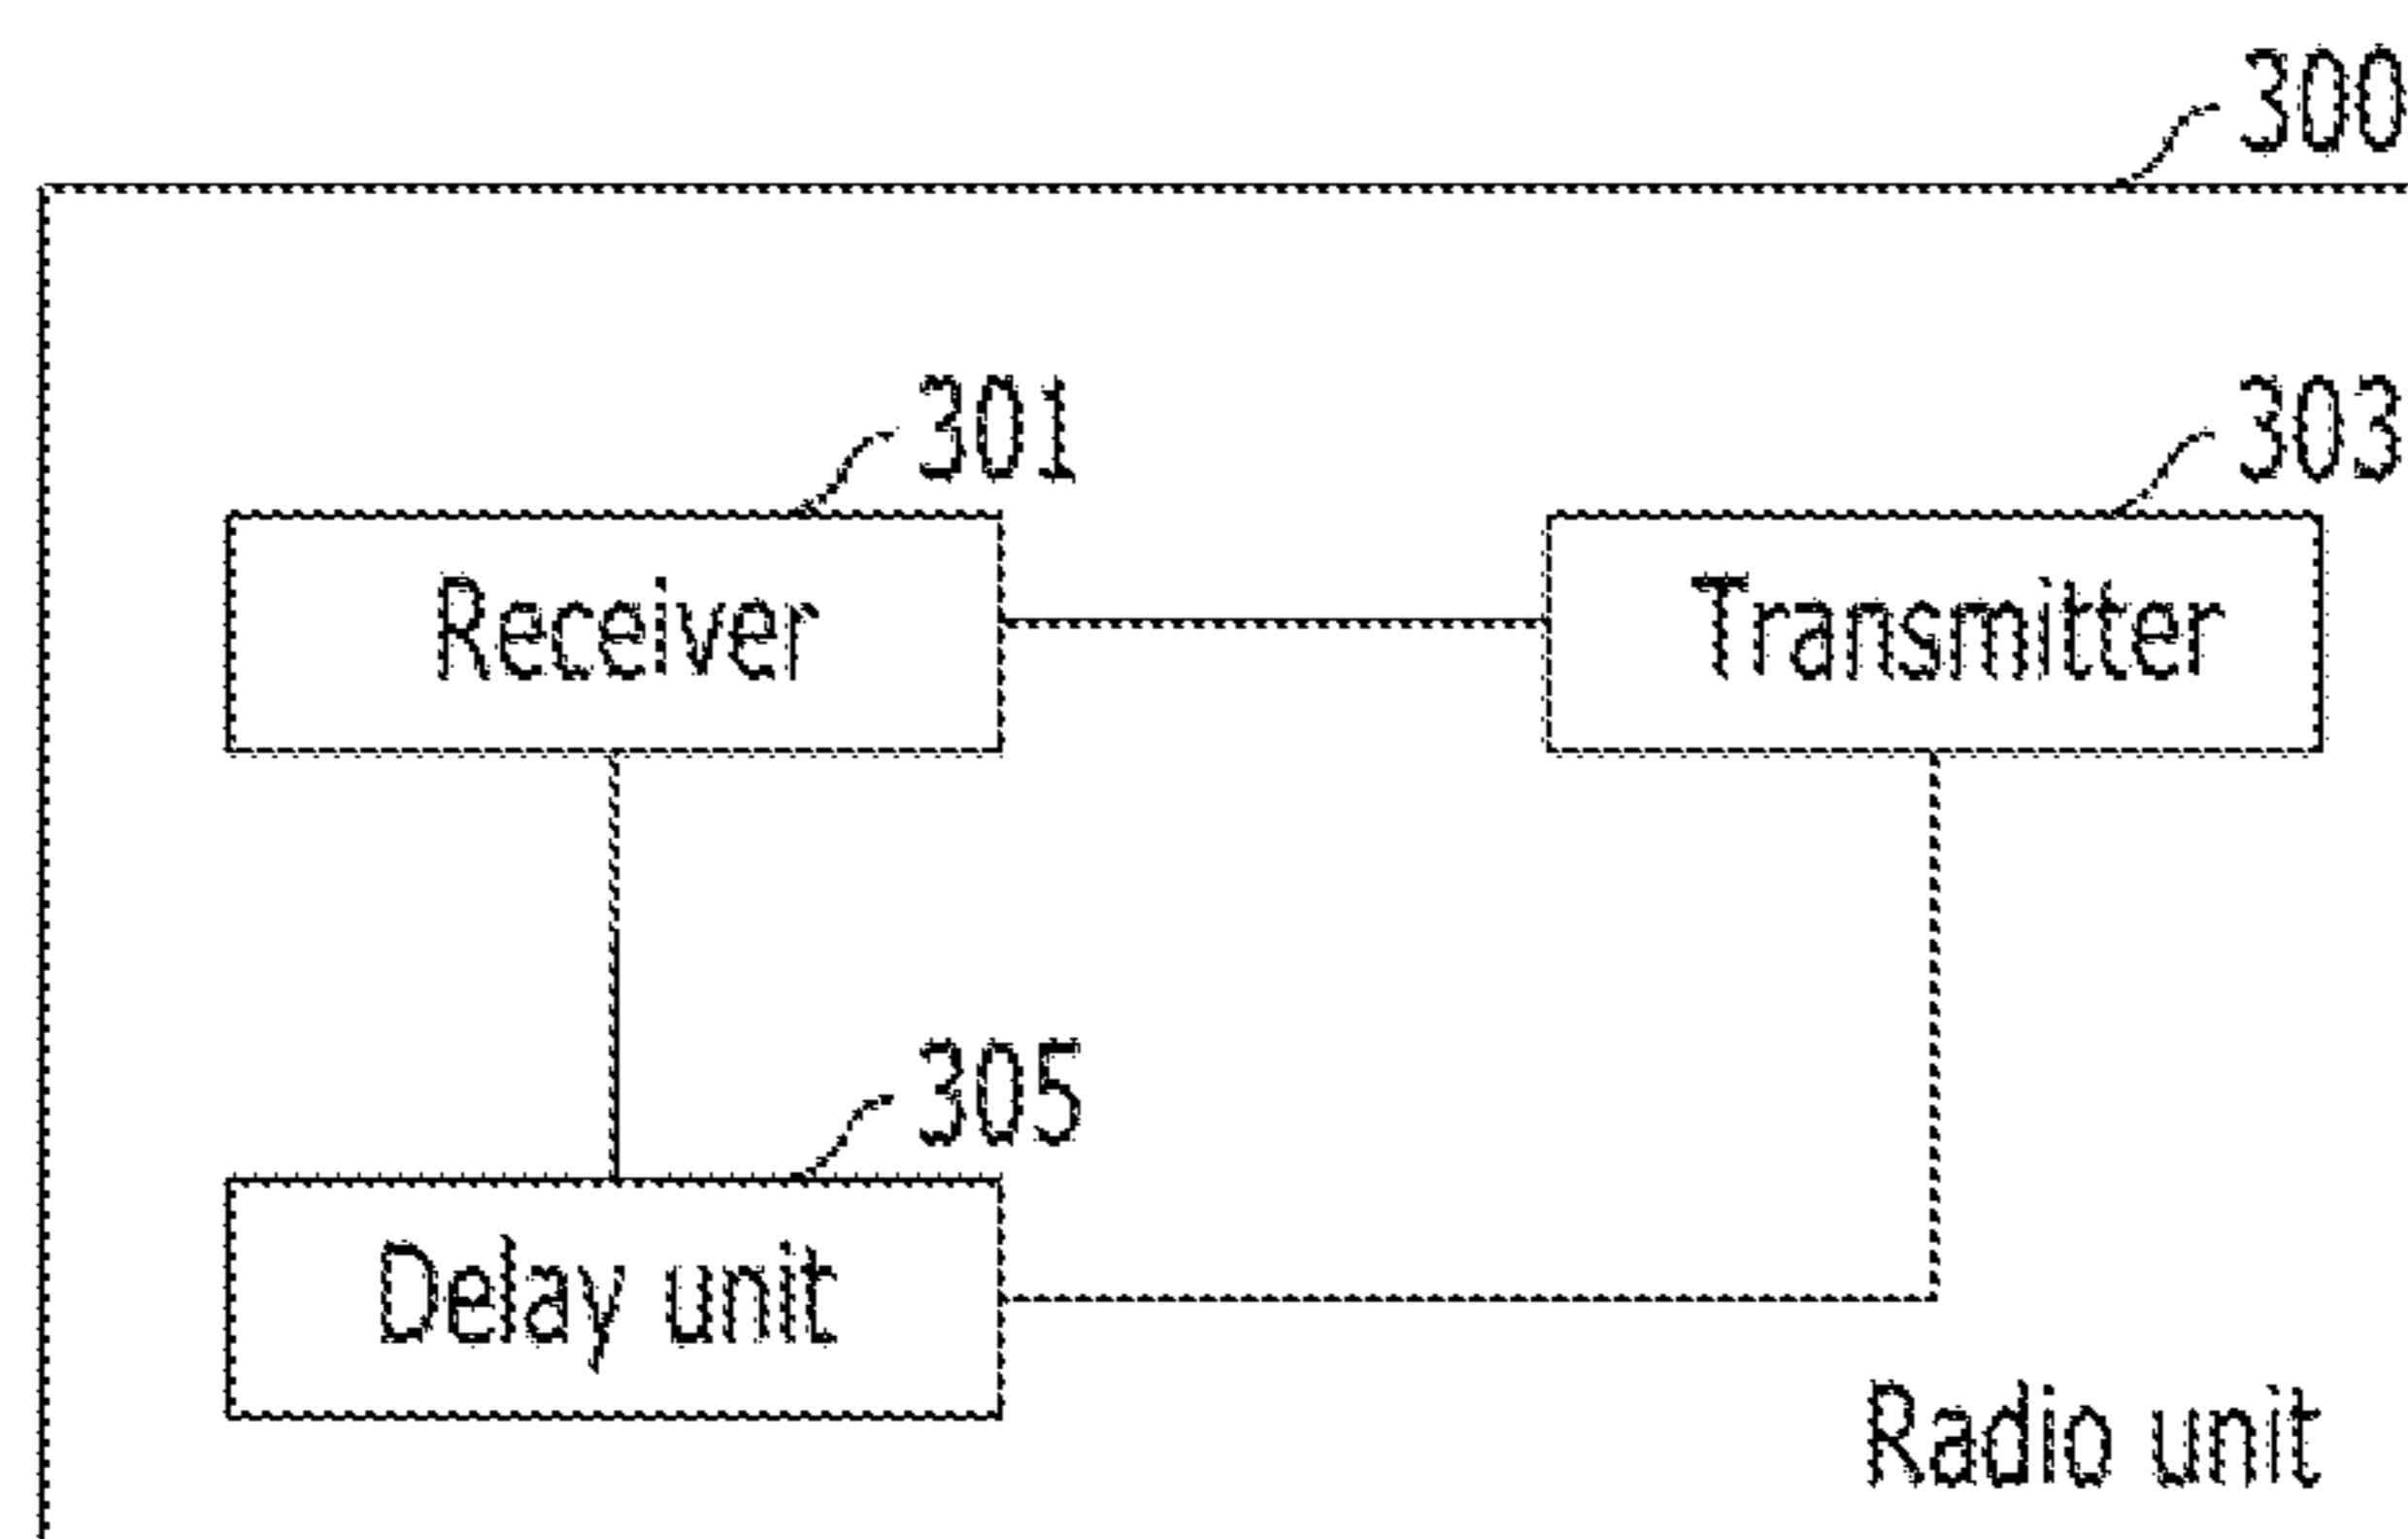 300
301
303
Receiver
Transmitter
305
Delay unit
Radio unit